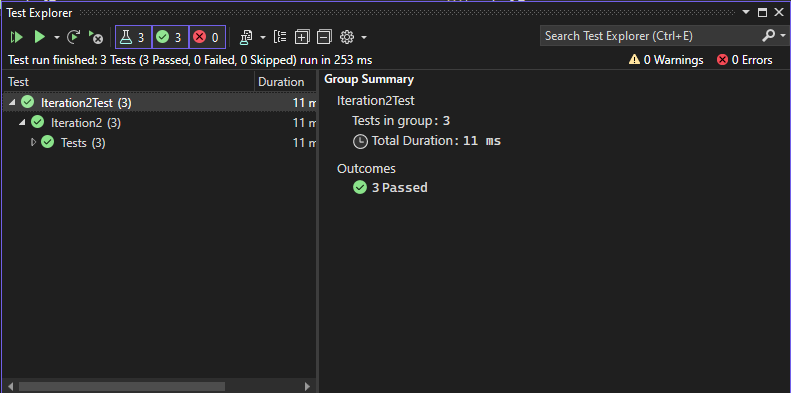 Test Explorer
3 3 0
Search Test Explorer (Ctrl+E)
Test run finished: 3 Tests (3 Passed, 0 Failed, 0 Skipped) run in 253 ms
0 Warnings 0 Errors
Test Duration
Iteration2Test (3) 11 m
Iteration2 (3) 11 m
Tests (3) 11 m
Group Summary
Iteration2Test
Tests in group: 3
Total Duration: 11 ms
Outcomes
3 Passed